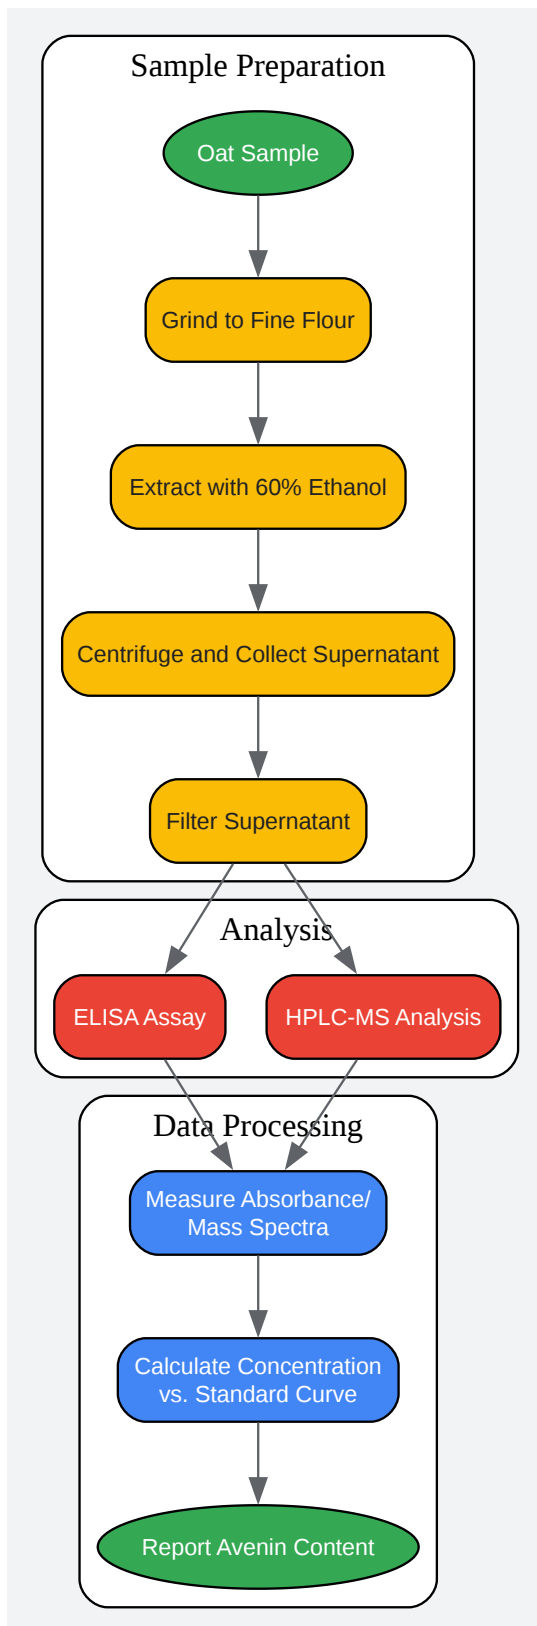 Sample Preparation
Oat Sample
Grind to Fine Flour
Extract with 60% Ethanol
Centrifuge and Collect Supernatant
Filter Supernatant
Analysis
ELISA Assay
HPLC-MS Analysis
Data Processing
Measure Absorbance/
Mass Spectra
Calculate Concentration
vs. Standard Curve
Report Avenin Content